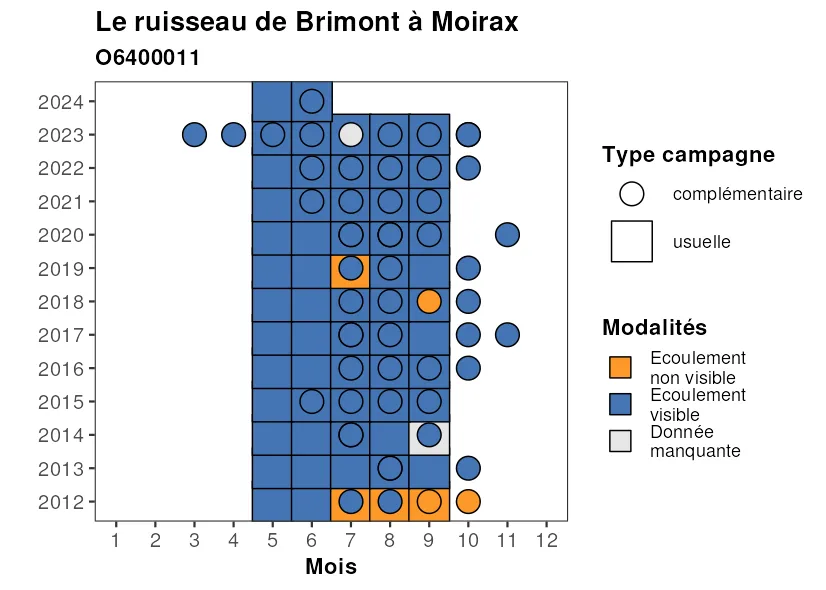 Le ruisseau de Brimont à Moirax
O6400011
2024
2023
2022
2021
2020
2019
2018
2017
2016
2015
2014
2013
2012
1 2 3 4 5 6 7 8 9 10 11 12
Mois
Type campagne
complémentaire
usuelle
Modalités
Ecoulement
non visible
Ecoulement
visible
Donnée
manquante